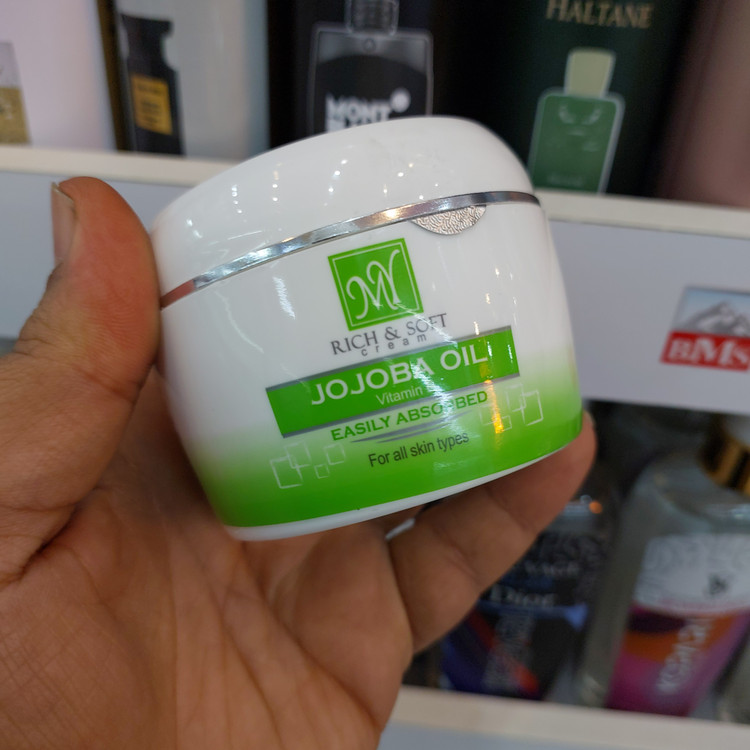 HALTANE
MONT
MY
RICH & SOFT
cream
JOJOBA OIL
Vitamin
EASILY ABSORBED
For all skin types
BMS
Dior